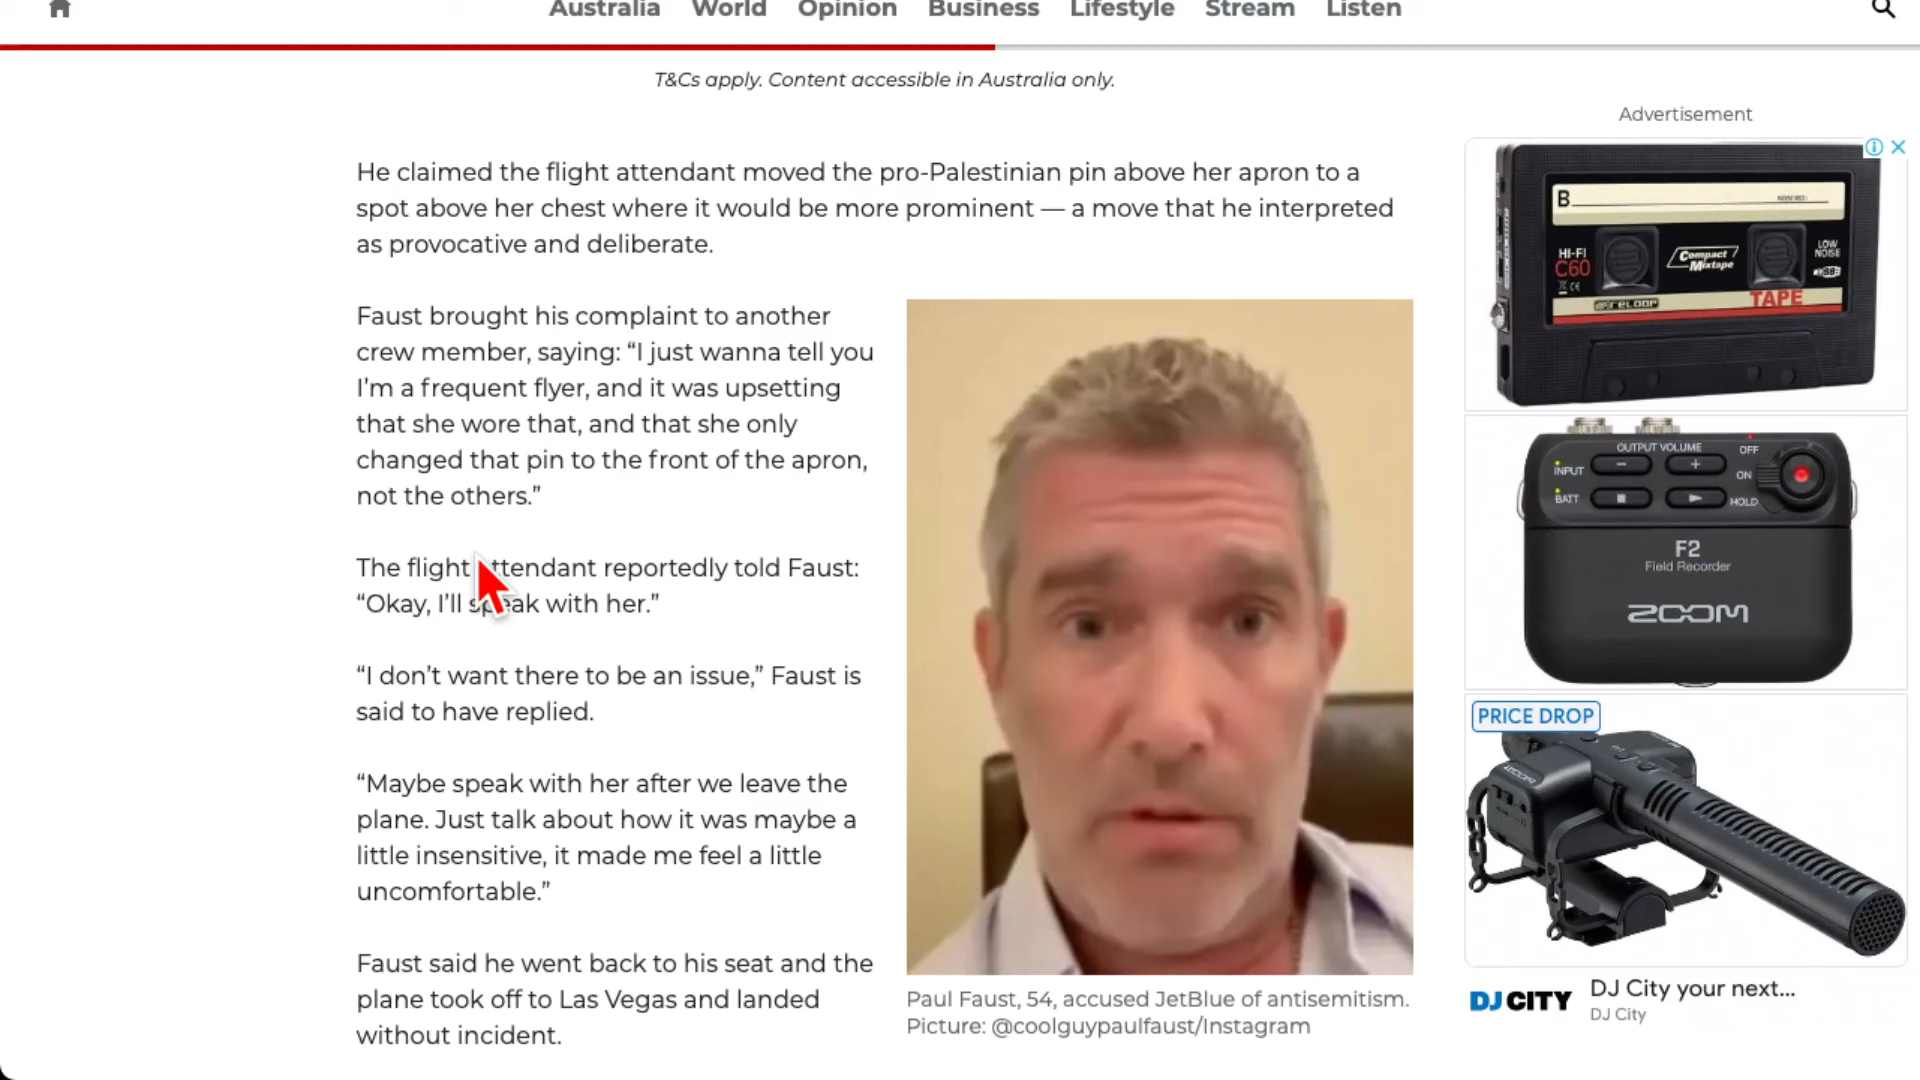 Australia World Opinion Business Lifestyle Stream Listen
T&Cs apply. Content accessible in Australia only.
He claimed the flight attendant moved the pro-Palestinian pin above her apron to a
spot above her chest where it would be more prominent — a move that he interpreted
as provocative and deliberate.
Faust brought his complaint to another
crew member, saying: “I just wanna tell you
I’m a frequent flyer, and it was upsetting
that she wore that, and that she only
changed that pin to the front of the apron,
not the others.”
The flight attendant reportedly told Faust:
“Okay, I’ll speak with her.”
“I don’t want there to be an issue,” Faust is
said to have replied.
“Maybe speak with her after we leave the
plane. Just talk about how it was maybe a
little insensitive, it made me feel a little
uncomfortable.”
Faust said he went back to his seat and the
plane took off to Las Vegas and landed
without incident.
Paul Faust, 54, accused JetBlue of antisemitism.
Picture: @coolguypaulfaust/Instagram
Advertisement
B
HI-FI
C60
Compact
Mixtape
LOW
NOISE
RELOOP
TAPE
OUTPUT VOLUME
OFF
INPUT
ON
BATT
HOLD
F2
Field Recorder
ZOOM
PRICE DROP
ZOOM
DJ CITY
DJ City your next...
DJ City